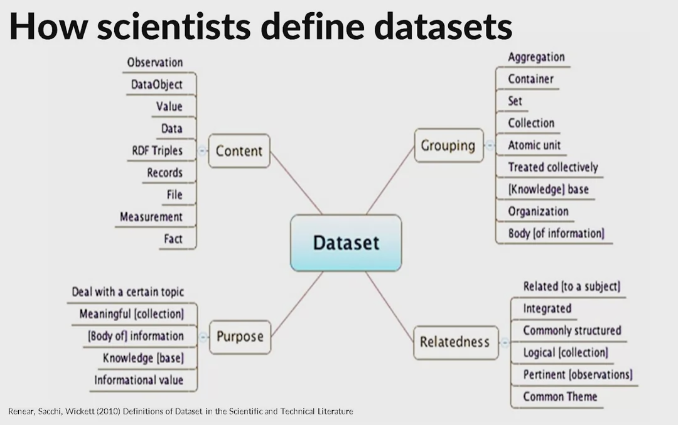 How scientists define datasets
Observation
DataObject
Value
Data
RDF Triples
Records
File
Measurement
Fact
Content
Aggregation
Container
Set
Collection
Atomic unit
Treated collectively
[Knowledge] base
Organization
Body [of information]
Grouping
Dataset
Deal with a certain topic
Meaningful [collection]
[Body of] information
Knowledge [base]
Informational value
Purpose
Related [to a subject]
Integrated
Commonly structured
Logical [collection]
Pertinent [observations]
Common Theme
Relatedness
Renear, Sacchi, Wickett (2010) Definitions of Dataset in the Scientific and Technical Literature